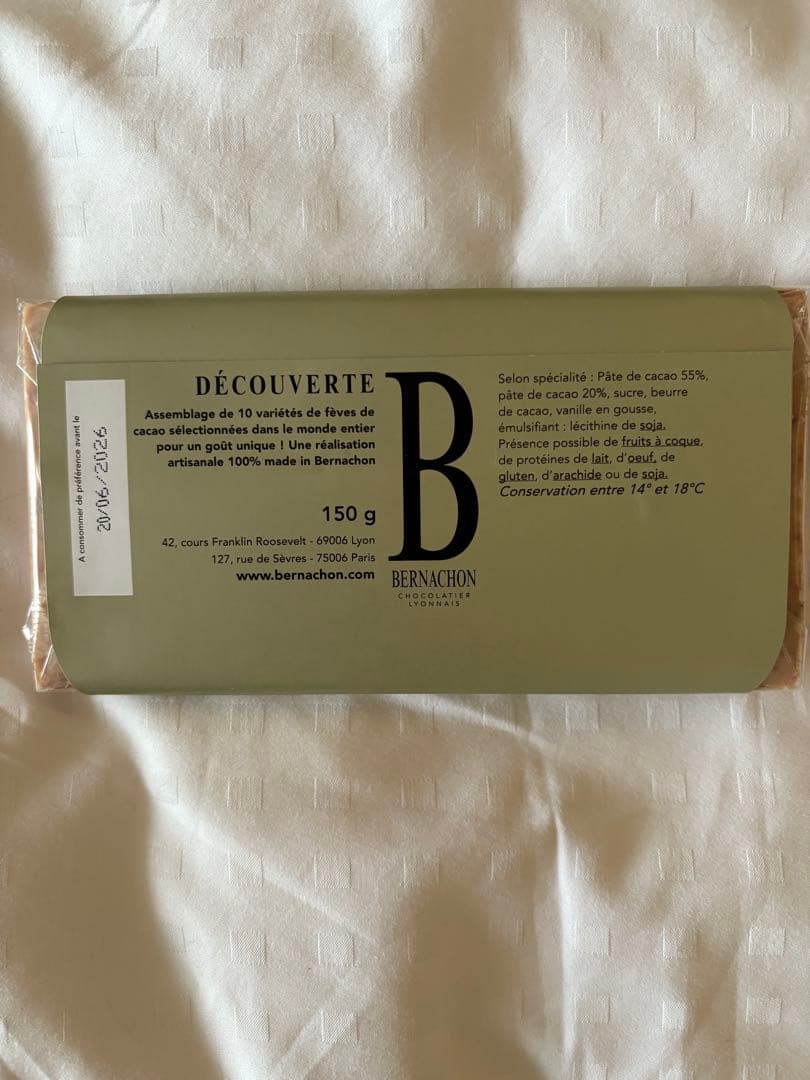 A consommer de préférence avant le
20/06/2026
DÉCOUVERTE
Assemblage de 10 variétés de fèves de
cacao sélectionnées dans le monde entier
pour un goût unique ! Une réalisation
artisanale 100% made in Bernachon
150 g
42, cours Franklin Roosevelt - 69006 Lyon
127, rue de Sèvres - 75006 Paris
www.bernachon.com
B
BERNACHON
CHOCOLATIER
LYONNAIS
Selon spécialité : Pâte de cacao 55%,
pâte de cacao 20%, sucre, beurre
de cacao, vanille en gousse,
émulsifiant : lécithine de soja.
Présence possible de fruits à coque,
de protéines de lait, d'oeuf, de
gluten, d'arachide ou de soja.
Conservation entre 14° et 18°C